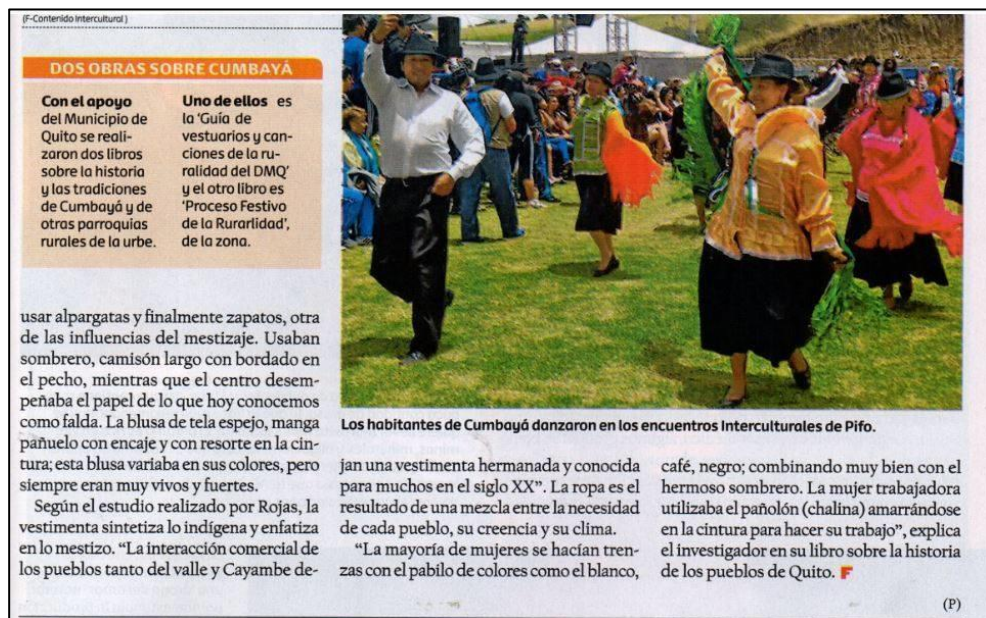 (F-Contenido Intercultural )
DOS OBRAS SOBRE CUMBAYÁ
Con el apoyo
del Municipio de
Quito se reali-
zaron dos libros
sobre la historia
y las tradiciones
de Cumbayá y de
otras parroquias
rurales de la urbe.
Uno de ellos es
la ‘Guía de
vestuarios y can-
ciones de la ru-
ralidad del DMQ’
y el otro libro es
‘Proceso Festivo
de la Rurarlidad’,
de la zona.
usar alpargatas y finalmente zapatos, otra
de las influencias del mestizaje. Usaban
sombrero, camisón largo con bordado en
el pecho, mientras que el centro desem-
peñaba el papel de lo que hoy conocemos
como falda. La blusa de tela espejo, manga
pañuelo con encaje y con resorte en la cin-
tura; esta blusa variaba en sus colores, pero
siempre eran muy vivos y fuertes.
Según el estudio realizado por Rojas, la
vestimenta sintetiza lo indígena y enfatiza
en lo mestizo. “La interacción comercial de
los pueblos tanto del valle y Cayambe de-
Los habitantes de Cumbayá danzaron en los encuentros Interculturales de Pifo.
jan una vestimenta hermanada y conocida
para muchos en el siglo XX”. La ropa es el
resultado de una mezcla entre la necesidad
de cada pueblo, su creencia y su clima.
“La mayoría de mujeres se hacían tren-
zas con el pabilo de colores como el blanco,
café, negro; combinando muy bien con el
hermoso sombrero. La mujer trabajadora
utilizaba el pañolón (chalina) amarrándose
en la cintura para hacer su trabajo”, explica
el investigador en su libro sobre la historia
de los pueblos de Quito. F
(P)